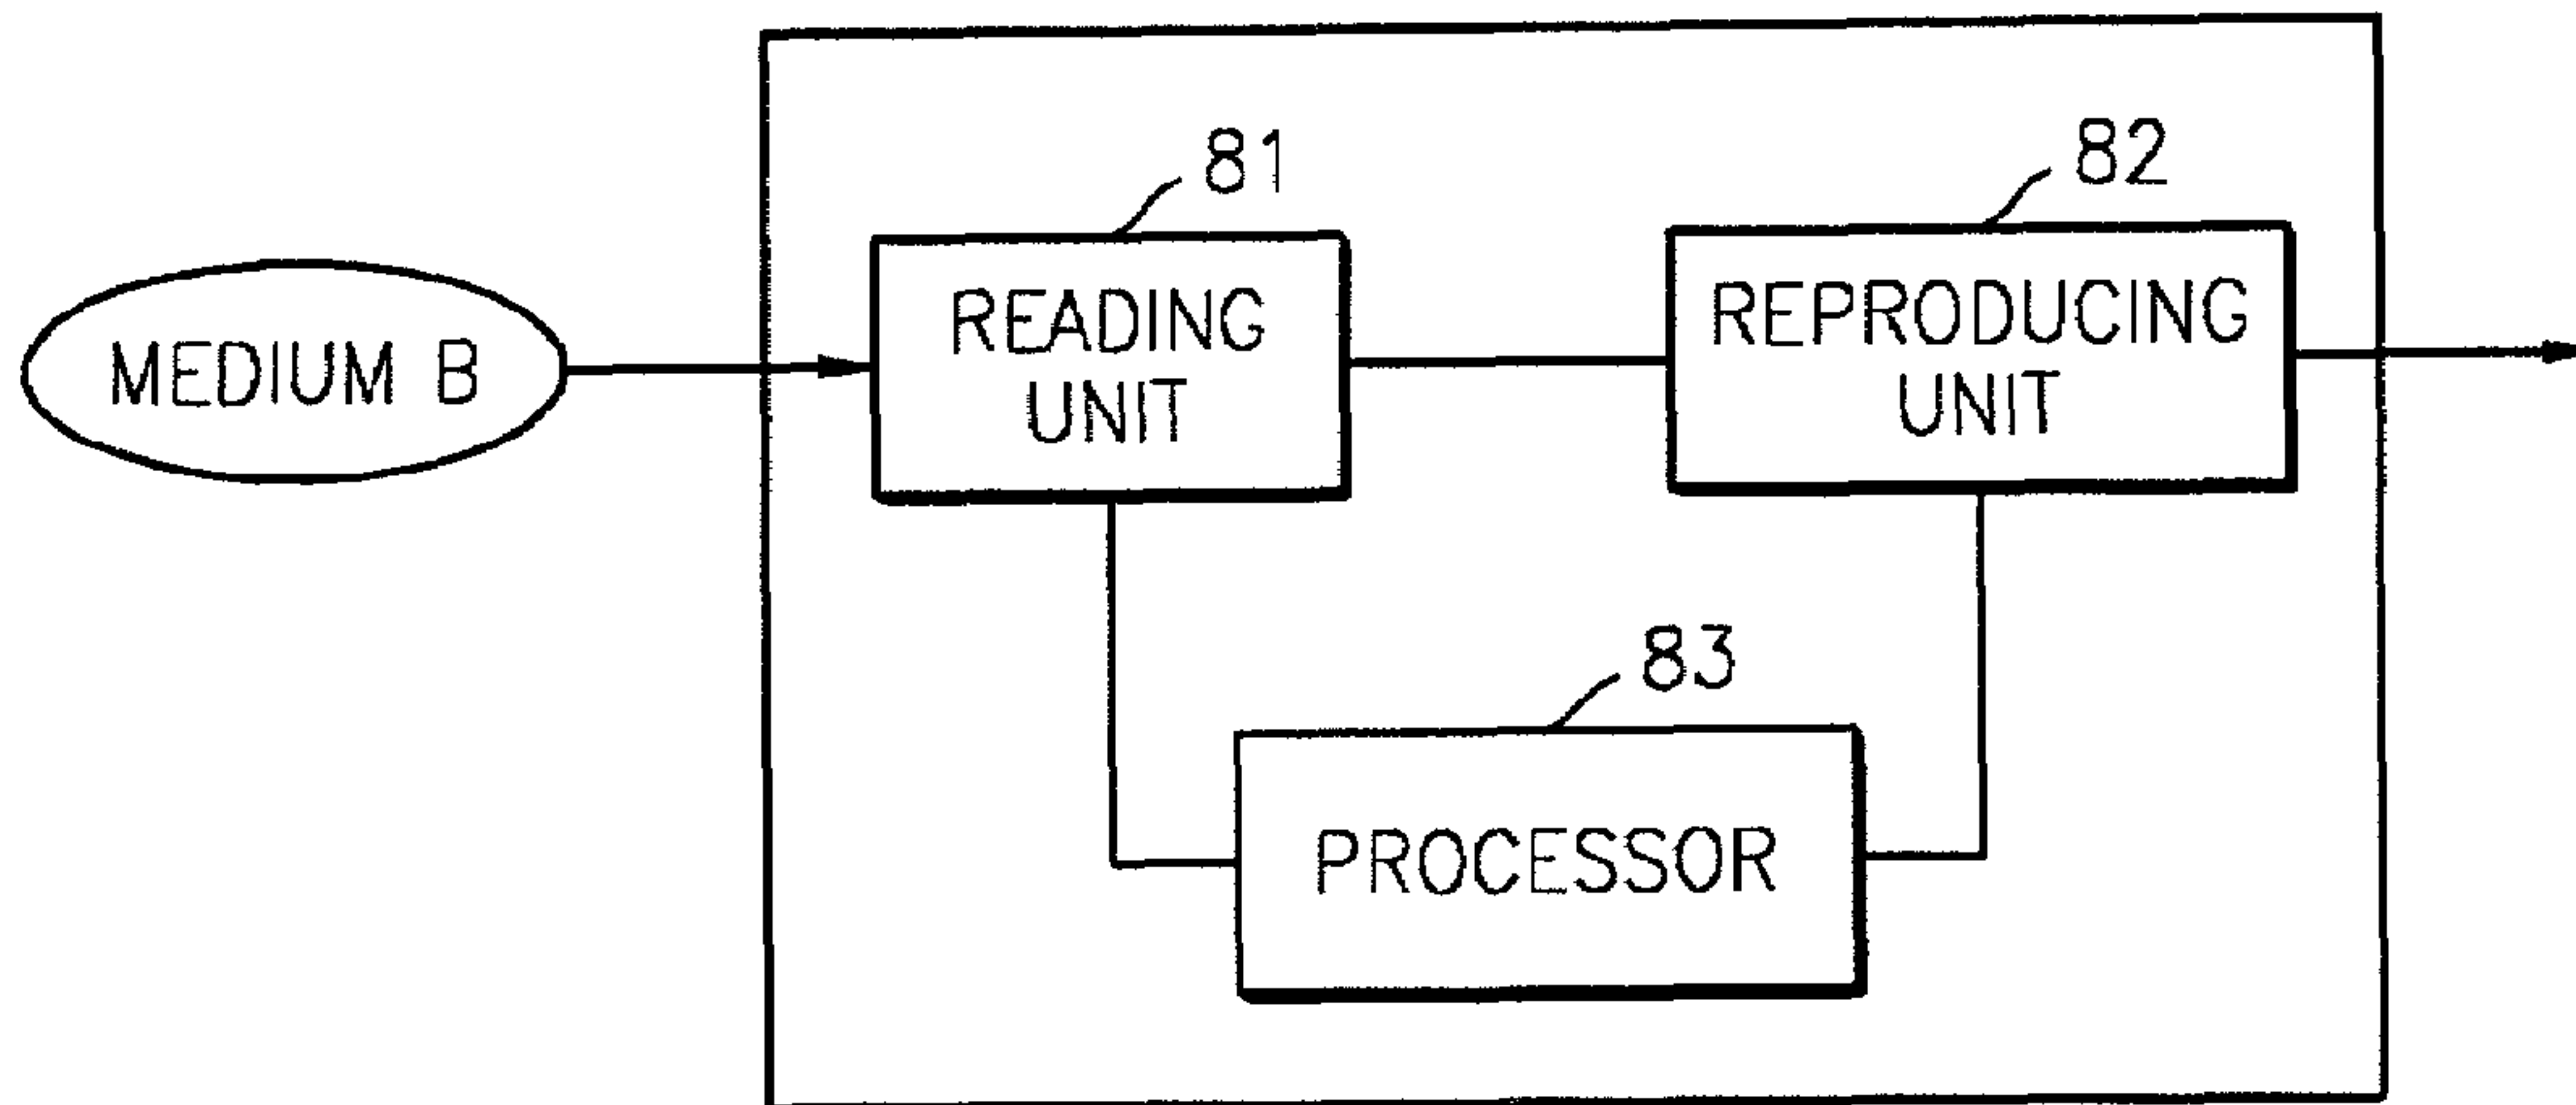 81
82
MEDIUM B
READING
UNIT
REPRODUCING
UNIT
83
PROCESSOR